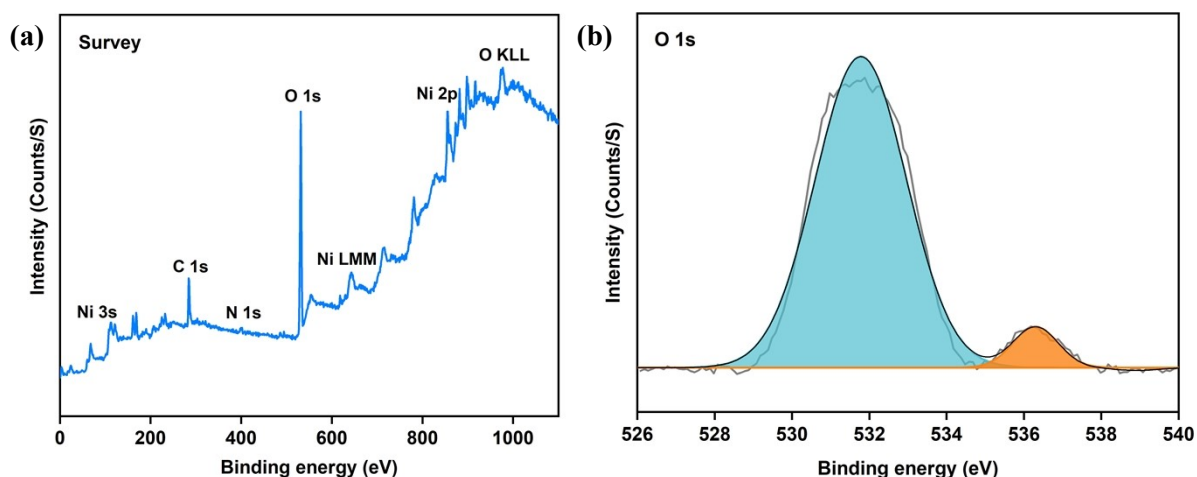 (a)
Survey
Ni 3s
C 1s
N 1s
O 1s
Ni LMM
Ni 2p
O KLL
Intensity (Counts/S)
0 200 400 600 800 1000
Binding energy (eV)
(b)
O 1s
Intensity (Counts/S)
526 528 530 532 534 536 538 540
Binding energy (eV)